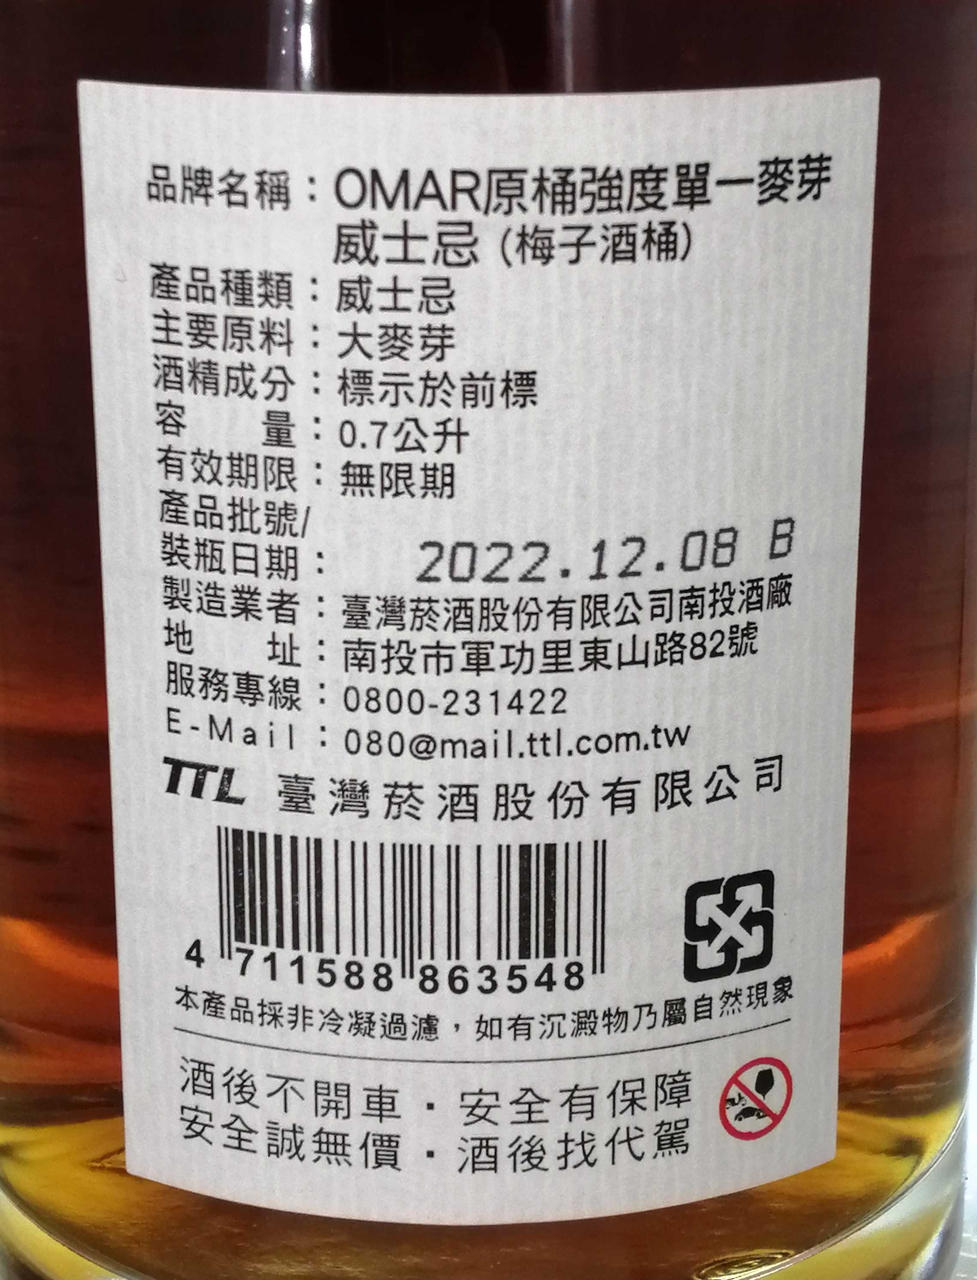 品牌名稱：OMAR原桶強度單一麥芽
威士忌 (梅子酒桶)
產品種類：威士忌
主要原料：大麥芽
酒精成分：標示於前標
容　　量：0.7公升
有效期限：無限期
產品批號/
裝瓶日期：2022.12.08 B
製造業者：臺灣菸酒股份有限公司南投酒廠
地　　址：南投市軍功里東山路82號
服務專線：0800-231422
E-Mail：080@mail.ttl.com.tw
TTL 臺灣菸酒股份有限公司
4 711588 863548
本產品採非冷凝過濾，如有沉澱物乃屬自然現象
酒後不開車．安全有保障
安全誠無價．酒後找代駕